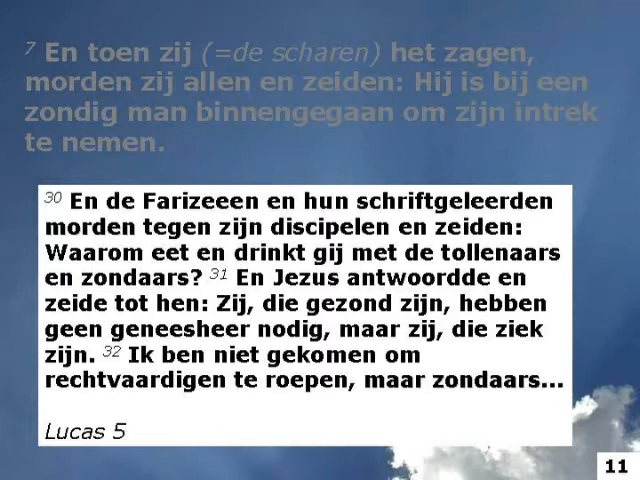 7 En toen zij (=de scharen) het zagen,
morden zij allen en zeiden: Hij is bij een
zondig man binnengegaan om zijn intrek
te nemen.
30 En de Farizeeen en hun schriftgeleerden
morden tegen zijn discipelen en zeiden:
Waarom eet en drinkt gij met de tollenaars
en zondaars? 31 En Jezus antwoordde en
zeide tot hen: Zij, die gezond zijn, hebben
geen geneesheer nodig, maar zij, die ziek
zijn. 32 Ik ben niet gekomen om
rechtvaardigen te roepen, maar zondaars...
Lucas 5
11